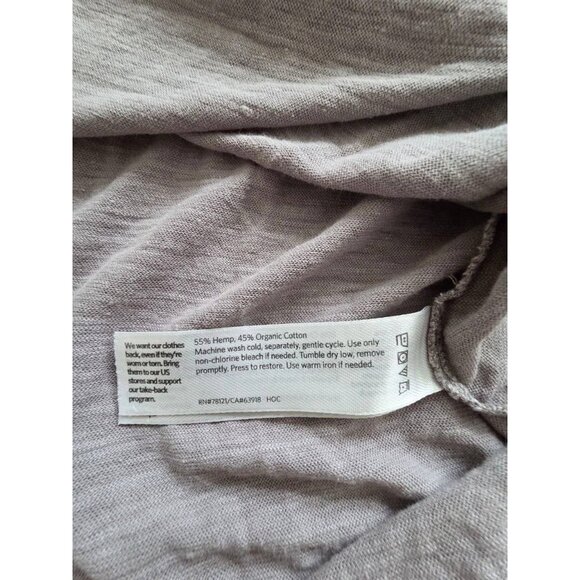 We want our clothes
back, even if they're
worn or torn. Bring
them to our US
stores and support
our take-back
program.
55% Hemp, 45% Organic Cotton
Machine wash cold, separately, gentle cycle. Use only
non-chlorine bleach if needed. Tumble dry low, remove
promptly. Press to restore. Use warm iron if needed.
RN#78121/CA#63918 HOC